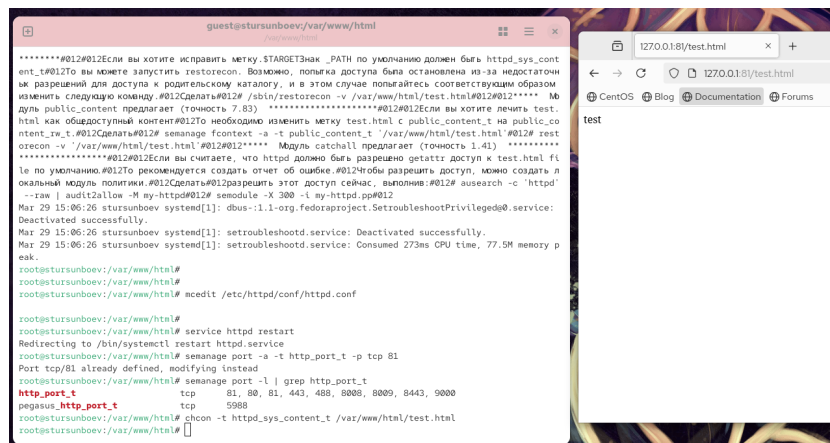 guest@stursunboev:/var/www/html
/var/www/html
********#012#012Если вы хотите исправить метку.$TARGETЗнак _PATH по умолчанию должен быть httpd_sys_cont
ent_t#012То вы можете запустить restorecon. Возможно, попытка доступа была остановлена из-за недостаточн
ых разрешений для доступа к родительскому каталогу, и в этом случае попытайтесь соответствующим образом
изменить следующую команду.#012Сделать#012# /sbin/restorecon -v /var/www/html/test.html#012#012***** Мо
дуль public_content предлагает (точность 7.83) ********************#012#012Если вы хотите лечить test.
html как общедоступный контент#012То необходимо изменить метку test.html с public_content_t на public_co
ntent_rw_t.#012Сделать#012# semanage fcontext -a -t public_content_t '/var/www/html/test.html'#012# rest
orecon -v '/var/www/html/test.html'#012#012***** Модуль catchall предлагает (точность 1.41) **********
****************#012#012Если вы считаете, что httpd должно быть разрешено getattr доступ к test.html fi
le по умолчанию.#012То рекомендуется создать отчет об ошибке.#012Чтобы разрешить доступ, можно создать л
окальный модуль политики.#012Сделать#012разрешить этот доступ сейчас, выполнив:#012# ausearch -c 'httpd'
--raw | audit2allow -M my-httpd#012# semodule -X 300 -i my-httpd.pp#012
Mar 29 15:06:26 stursunboev systemd[1]: dbus-:1.1-org.fedoraproject.SetroubleshootPrivileged@0.service:
Deactivated successfully.
Mar 29 15:06:26 stursunboev systemd[1]: setroubleshootd.service: Deactivated successfully.
Mar 29 15:06:26 stursunboev systemd[1]: setroubleshootd.service: Consumed 273ms CPU time, 77.5M memory p
eak.
root@stursunboev:/var/www/html#
root@stursunboev:/var/www/html#
root@stursunboev:/var/www/html# mcedit /etc/httpd/conf/httpd.conf
root@stursunboev:/var/www/html#
root@stursunboev:/var/www/html# service httpd restart
Redirecting to /bin/systemctl restart httpd.service
root@stursunboev:/var/www/html# semanage port -a -t http_port_t -p tcp 81
Port tcp/81 already defined, modifying instead
root@stursunboev:/var/www/html# semanage port -l | grep http_port_t
http_port_t tcp 81, 80, 81, 443, 488, 8008, 8009, 8443, 9000
pegasus_http_port_t tcp 5988
root@stursunboev:/var/www/html# chcon -t httpd_sys_content_t /var/www/html/test.html
root@stursunboev:/var/www/html#
127.0.0.1:81/test.html
127.0.0.1:81/test.html
CentOS Blog Documentation Forums
test